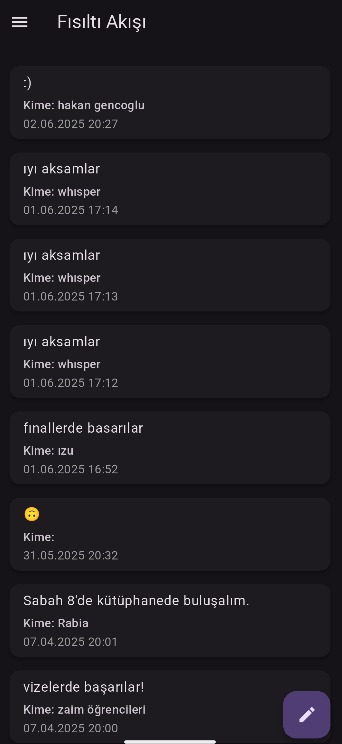 Fısıltı Akışı
:)
Kime: hakan gencoglu
02.06.2025 20:27
ıyı aksamlar
Kime: whısper
01.06.2025 17:14
ıyı aksamlar
Kime: whısper
01.06.2025 17:13
ıyı aksamlar
Kime: whısper
01.06.2025 17:12
fınallerde basarılar
Kime: ızu
01.06.2025 16:52
🙃
Kime:
31.05.2025 20:32
Sabah 8'de kütüphanede buluşalım.
Kime: Rabia
07.04.2025 20:01
vizelerde başarılar!
Kime: zaim öğrencileri
07.04.2025 20:00